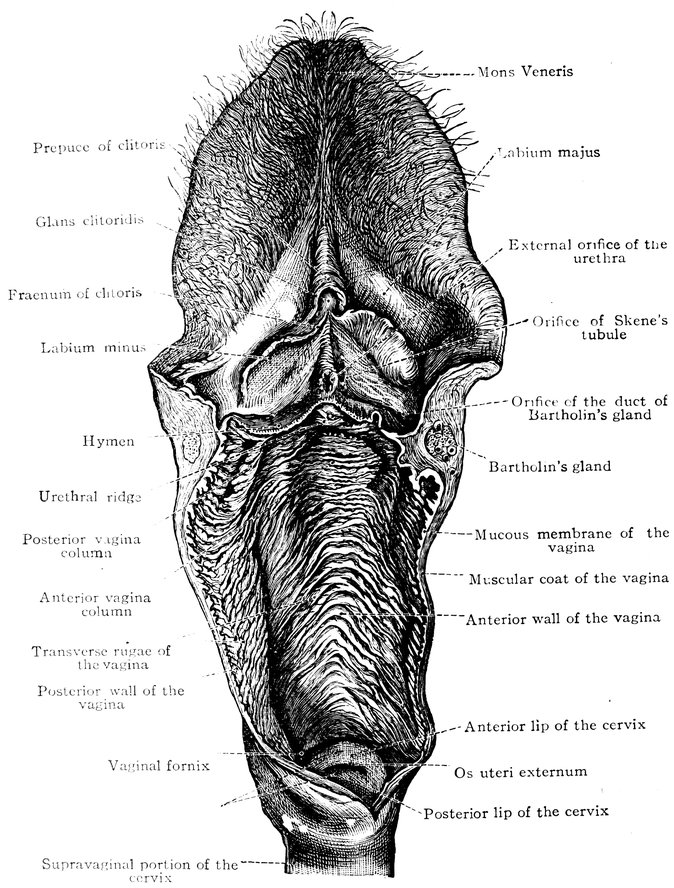 Mons Veneris
Prepuce of clitoris
Labium majus
Glans clitoridis
External orifice of the
urethra
Fraenum of clitoris
Orifice of Skene's
tubule
Labium minus
Orifice of the duct of
Bartholin's gland
Hymen
Bartholin's gland
Urethral ridge
Posterior vagina
column
Mucous membrane of the
vagina
Muscular coat of the vagina
Anterior vagina
column
Anterior wall of the vagina
Transverse rugae of
the vagina
Posterior wall of the
vagina
Anterior lip of the cervix
Vaginal fornix
Os uteri externum
Posterior lip of the cervix
Supravaginal portion of the
cervix